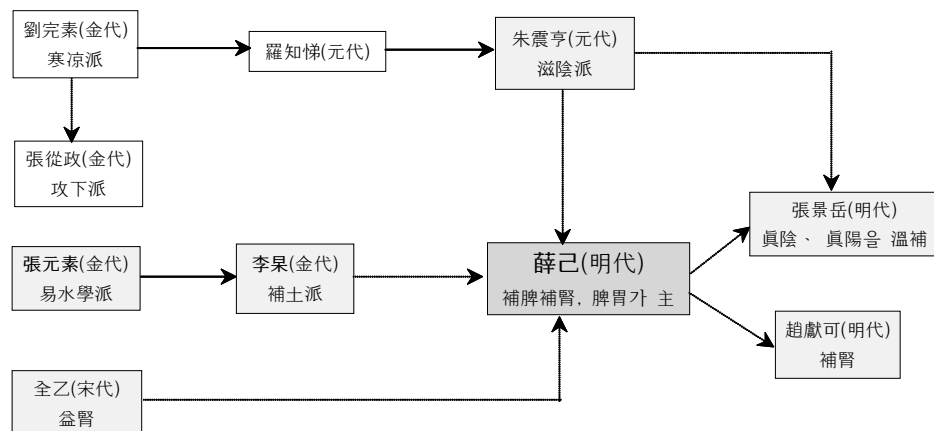 劉完素(金代)
寒凉派
羅知悌(元代)
朱震亨(元代)
滋陰派
張從政(金代)
攻下派
張景岳(明代)
眞陰、 眞陽을 溫補
張元素(金代)
易水學派
李杲(金代)
補土派
薛己(明代)
補脾補腎, 脾胃가 主
趙獻可(明代)
補腎
全乙(宋代)
益腎